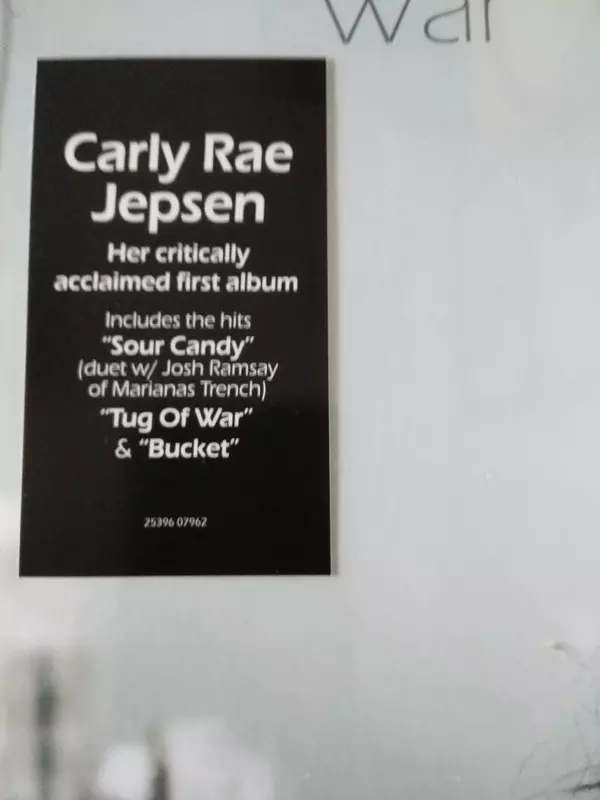 War
Carly Rae
Jepsen
Her critically
acclaimed first album
Includes the hits
"Sour Candy"
(duet w/ Josh Ramsay
of Marianas Trench)
"Tug Of War"
& "Bucket"
25396 07962